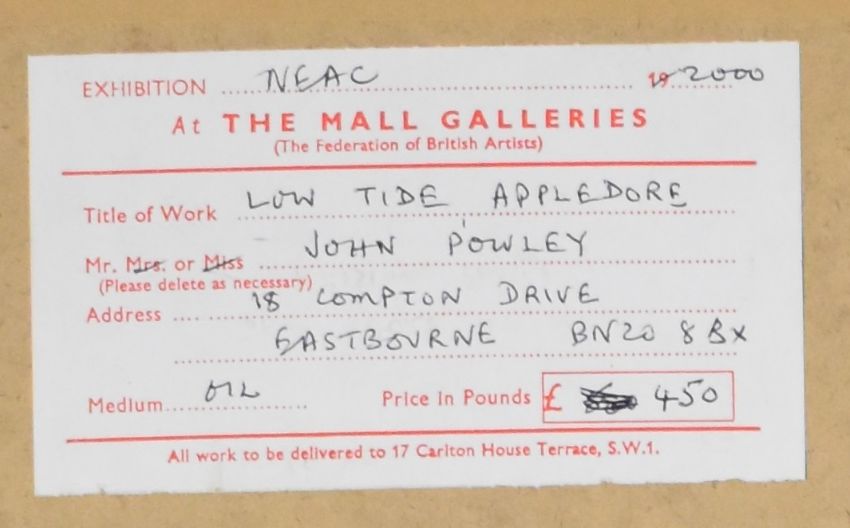 EXHIBITION NEAC 19 2000
At THE MALL GALLERIES
(The Federation of British Artists)
Title of Work LOW TIDE APPLEDORE
Mr. Mrs. or Miss JOHN POWLEY
(Please delete as necessary)
Address 18 COMPTON DRIVE
EASTBOURNE BN20 8BX
Medium OIL Price in Pounds £ 450
All work to be delivered to 17 Carlton House Terrace, S.W.1.